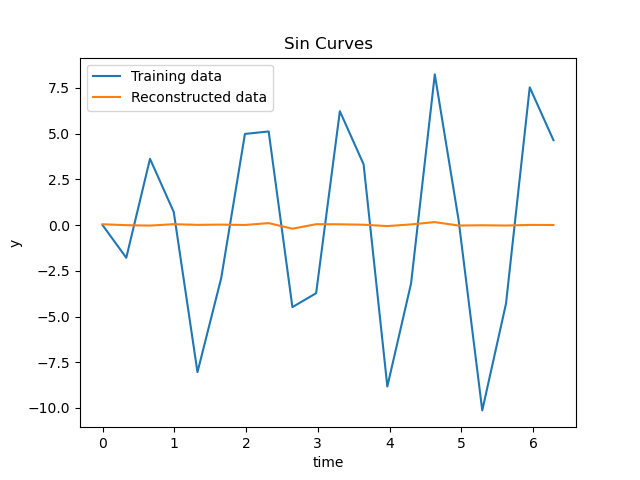 Sin Curves
Training data
Reconstructed data
7.5
5.0
2.5
0.0
−2.5
−5.0
−7.5
−10.0
y
0 1 2 3 4 5 6
time